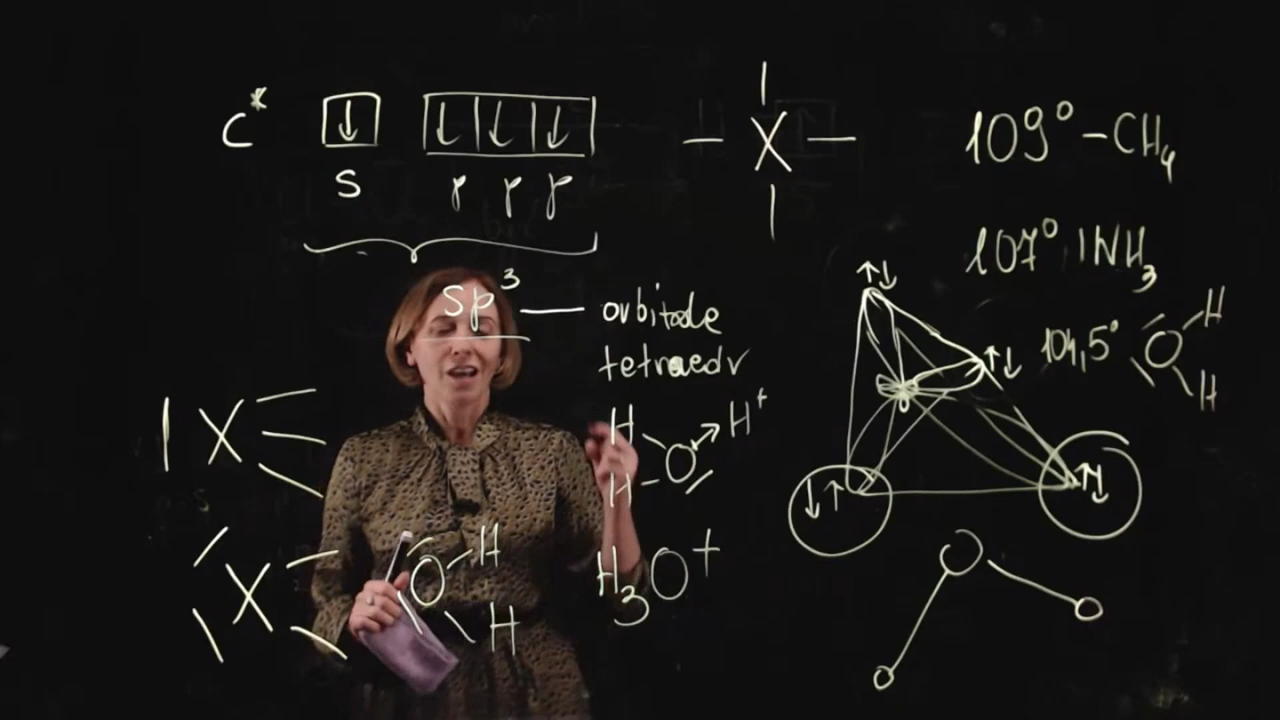 C* ↓ ↓ ↓ ↓
s p p p
X
109° – CH₄
107° | NH₃
sp³ — orbitale
tetraedr
↑↓
↑↓
104,5° O H
H
X
H
H O → H⁺
↓↑
↑↓
X
O H
H
H₃O⁺